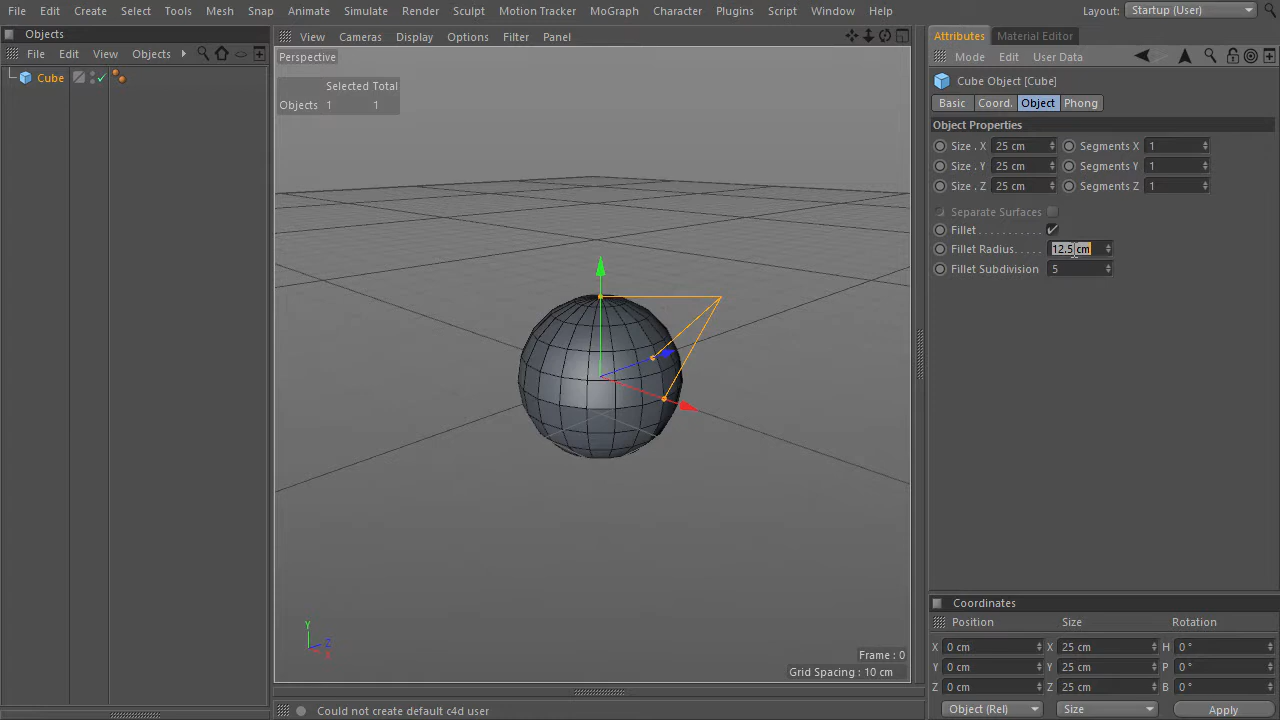 File Edit Create Select Tools Mesh Snap Animate Simulate Render Sculpt Motion Tracker MoGraph Character Plugins Script Window Help Layout: Startup (User)
Objects
File Edit View Objects
Cube
View Cameras Display Options Filter Panel
Perspective
Selected Total
Objects 1 1
Y
Z
X
Frame : 0
Grid Spacing : 10 cm
Could not create default c4d user
Attributes Material Editor
Mode Edit User Data
Cube Object [Cube]
Basic Coord. Object Phong
Object Properties
Size . X 25 cm Segments X 1
Size . Y 25 cm Segments Y 1
Size . Z 25 cm Segments Z 1
Separate Surfaces
Fillet . . . . . . . . . . .
Fillet Radius. . . . . 12.5 cm
Fillet Subdivision 5
Coordinates
Position Size Rotation
X 0 cm X 25 cm H 0 °
Y 0 cm Y 25 cm P 0 °
Z 0 cm Z 25 cm B 0 °
Object (Rel) Size Apply